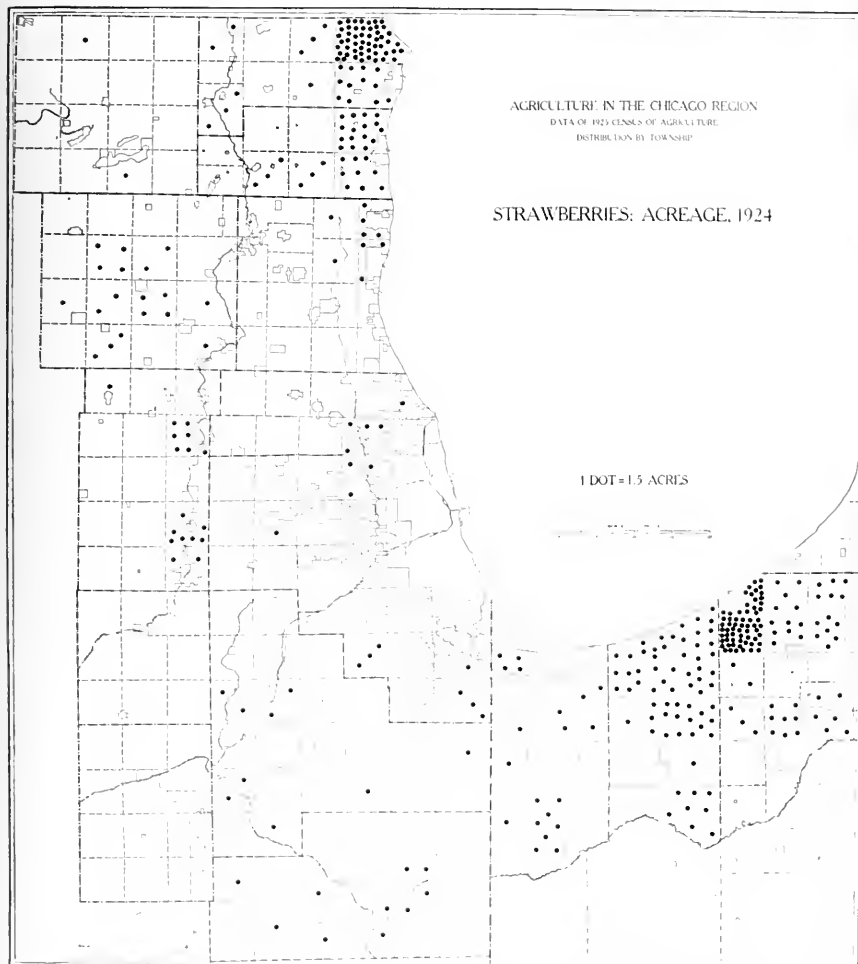 AGRICULTURE IN THE CHICAGO REGION
DATA OF 1925 CENSUS OF AGRICULTURE
DISTRIBUTION BY TOWNSHIP
STRAWBERRIES: ACREAGE, 1924
1 DOT = 1.5 ACRES